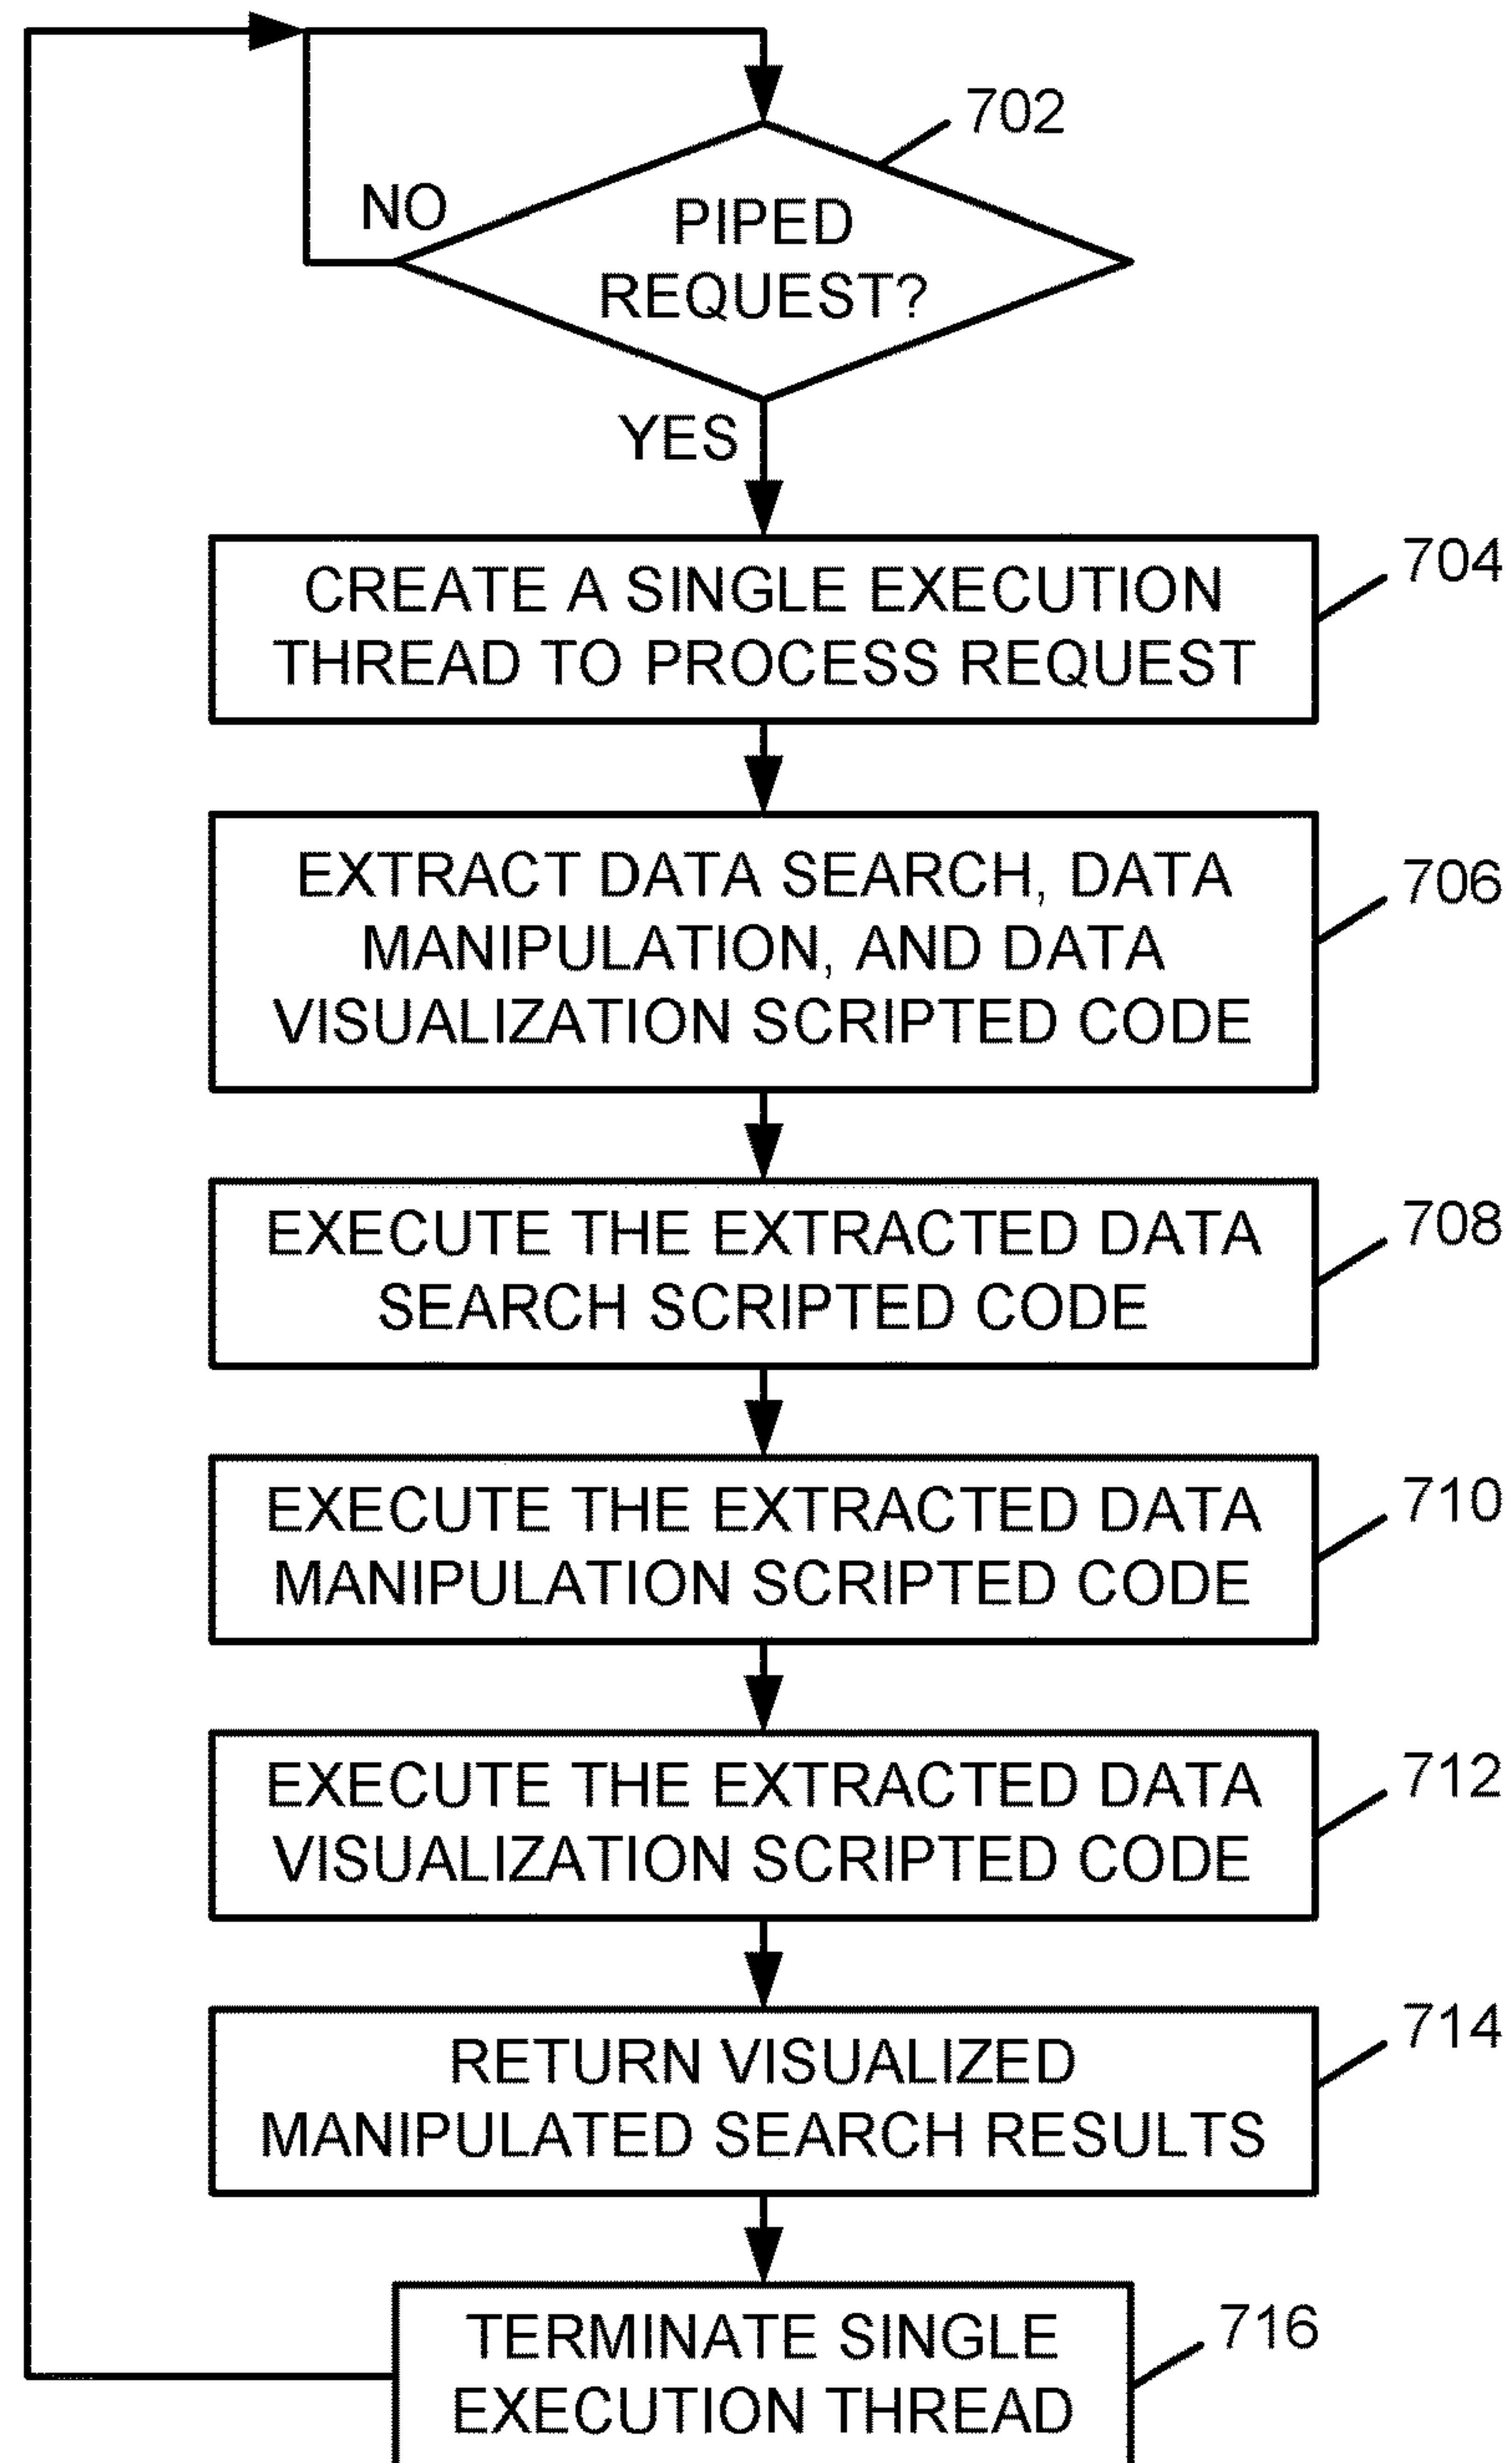 702
PIPED
REQUEST?
NO
YES
704
CREATE A SINGLE EXECUTION
THREAD TO PROCESS REQUEST
706
EXTRACT DATA SEARCH, DATA
MANIPULATION, AND DATA
VISUALIZATION SCRIPTED CODE
708
EXECUTE THE EXTRACTED DATA
SEARCH SCRIPTED CODE
710
EXECUTE THE EXTRACTED DATA
MANIPULATION SCRIPTED CODE
712
EXECUTE THE EXTRACTED DATA
VISUALIZATION SCRIPTED CODE
714
RETURN VISUALIZED
MANIPULATED SEARCH RESULTS
716
TERMINATE SINGLE
EXECUTION THREAD